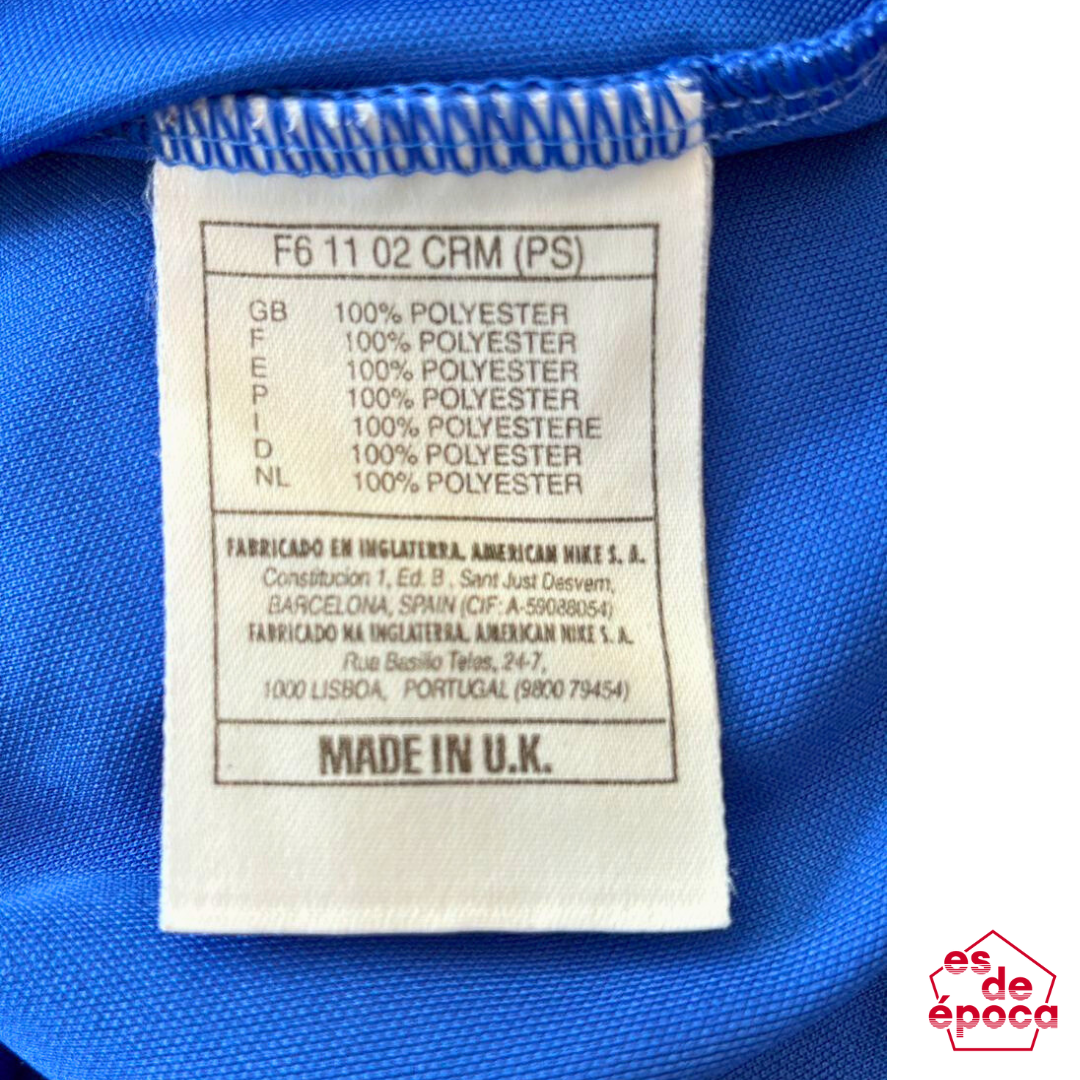 F6 11 02 CRM (PS)
GB 100% POLYESTER
F 100% POLYESTER
E 100% POLYESTER
P 100% POLYESTER
I 100% POLYESTERE
D 100% POLYESTER
NL 100% POLYESTER
FABRICADO EN INGLATERRA. AMERICAN NIKE S. A.
Constitucion 1, Ed. B. Sant Just Desvern,
BARCELONA, SPAIN (CIF: A-59088054)
FABRICADO NA INGLATERRA. AMERICAN NIKE S. A.
Rua Basilio Teles, 24-7,
1000 LISBOA, PORTUGAL (9800 79454)
MADE IN U.K.
es
de
época